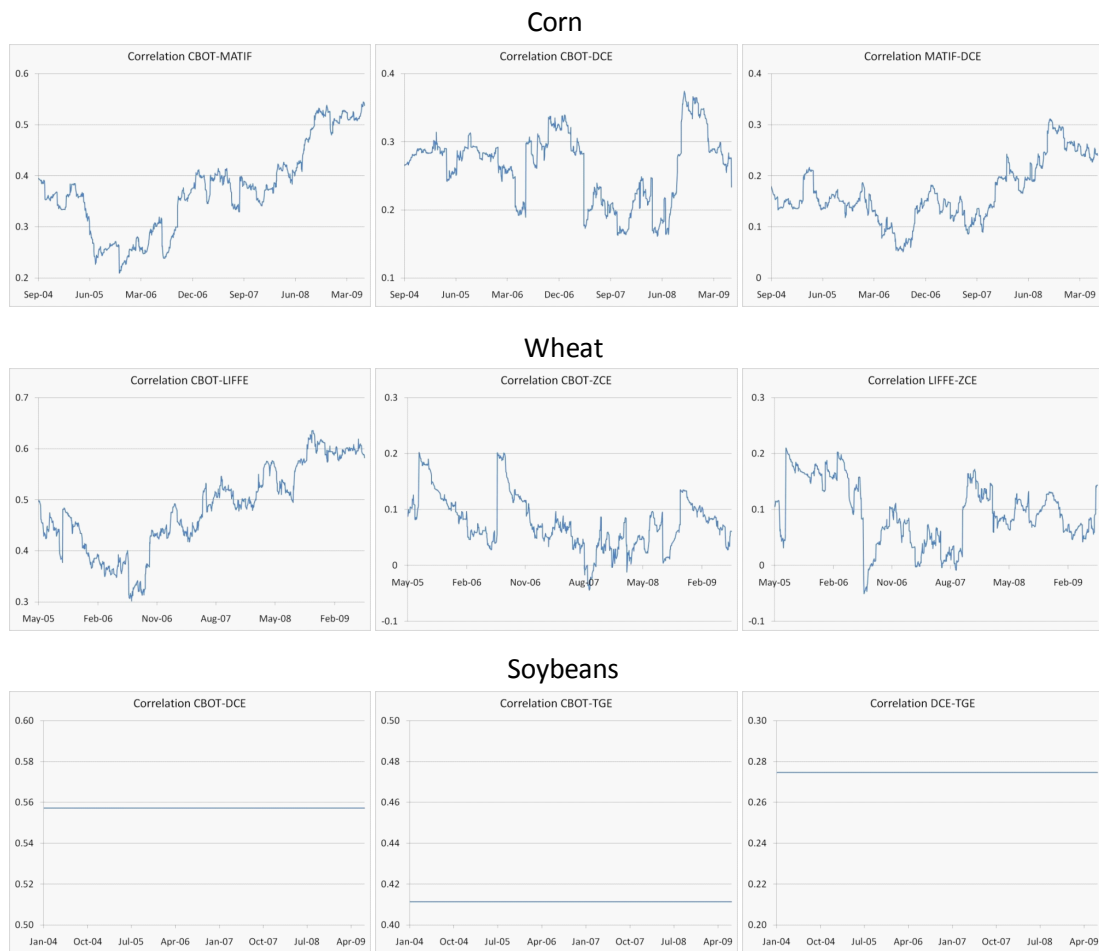 Corn
Correlation CBOT-MATIF
0.6
0.5
0.4
0.3
0.2
Sep-04 Jun-05 Mar-06 Dec-06 Sep-07 Jun-08 Mar-09
Correlation CBOT-DCE
0.4
0.3
0.2
0.1
Sep-04 Jun-05 Mar-06 Dec-06 Sep-07 Jun-08 Mar-09
Correlation MATIF-DCE
0.4
0.3
0.2
0.1
0
Sep-04 Jun-05 Mar-06 Dec-06 Sep-07 Jun-08 Mar-09
Wheat
Correlation CBOT-LIFFE
0.7
0.6
0.5
0.4
0.3
May-05 Feb-06 Nov-06 Aug-07 May-08 Feb-09
Correlation CBOT-ZCE
0.3
0.2
0.1
0
May-05 Feb-06 Nov-06 Aug-07 May-08 Feb-09
-0.1
Correlation LIFFE-ZCE
0.3
0.2
0.1
0
May-05 Feb-06 Nov-06 Aug-07 May-08 Feb-09
-0.1
Soybeans
Correlation CBOT-DCE
0.60
0.58
0.56
0.54
0.52
0.50
Jan-04 Oct-04 Jul-05 Apr-06 Jan-07 Oct-07 Jul-08 Apr-09
Correlation CBOT-TGE
0.50
0.48
0.46
0.44
0.42
0.40
Jan-04 Oct-04 Jul-05 Apr-06 Jan-07 Oct-07 Jul-08 Apr-09
Correlation DCE-TGE
0.30
0.28
0.26
0.24
0.22
0.20
Jan-04 Oct-04 Jul-05 Apr-06 Jan-07 Oct-07 Jul-08 Apr-09